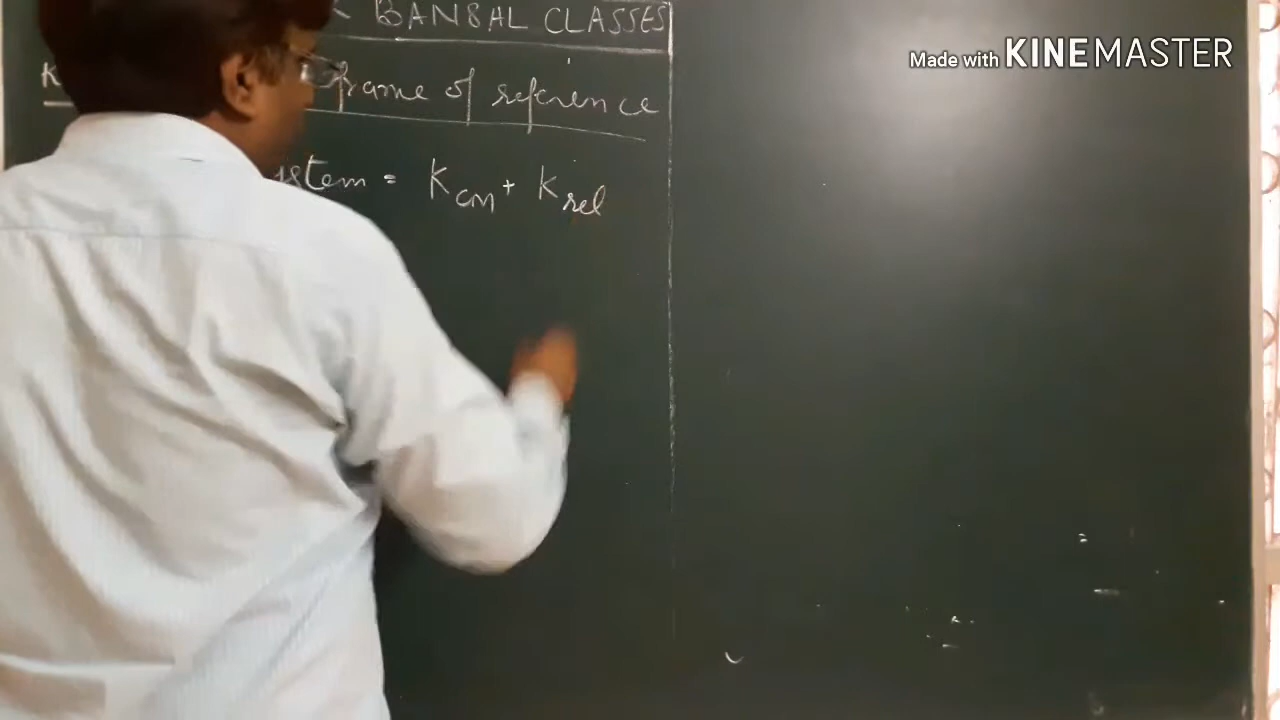 BANSAL CLASSES
Made with KINEMASTER
frame of reference
stem = Kcm + Krel